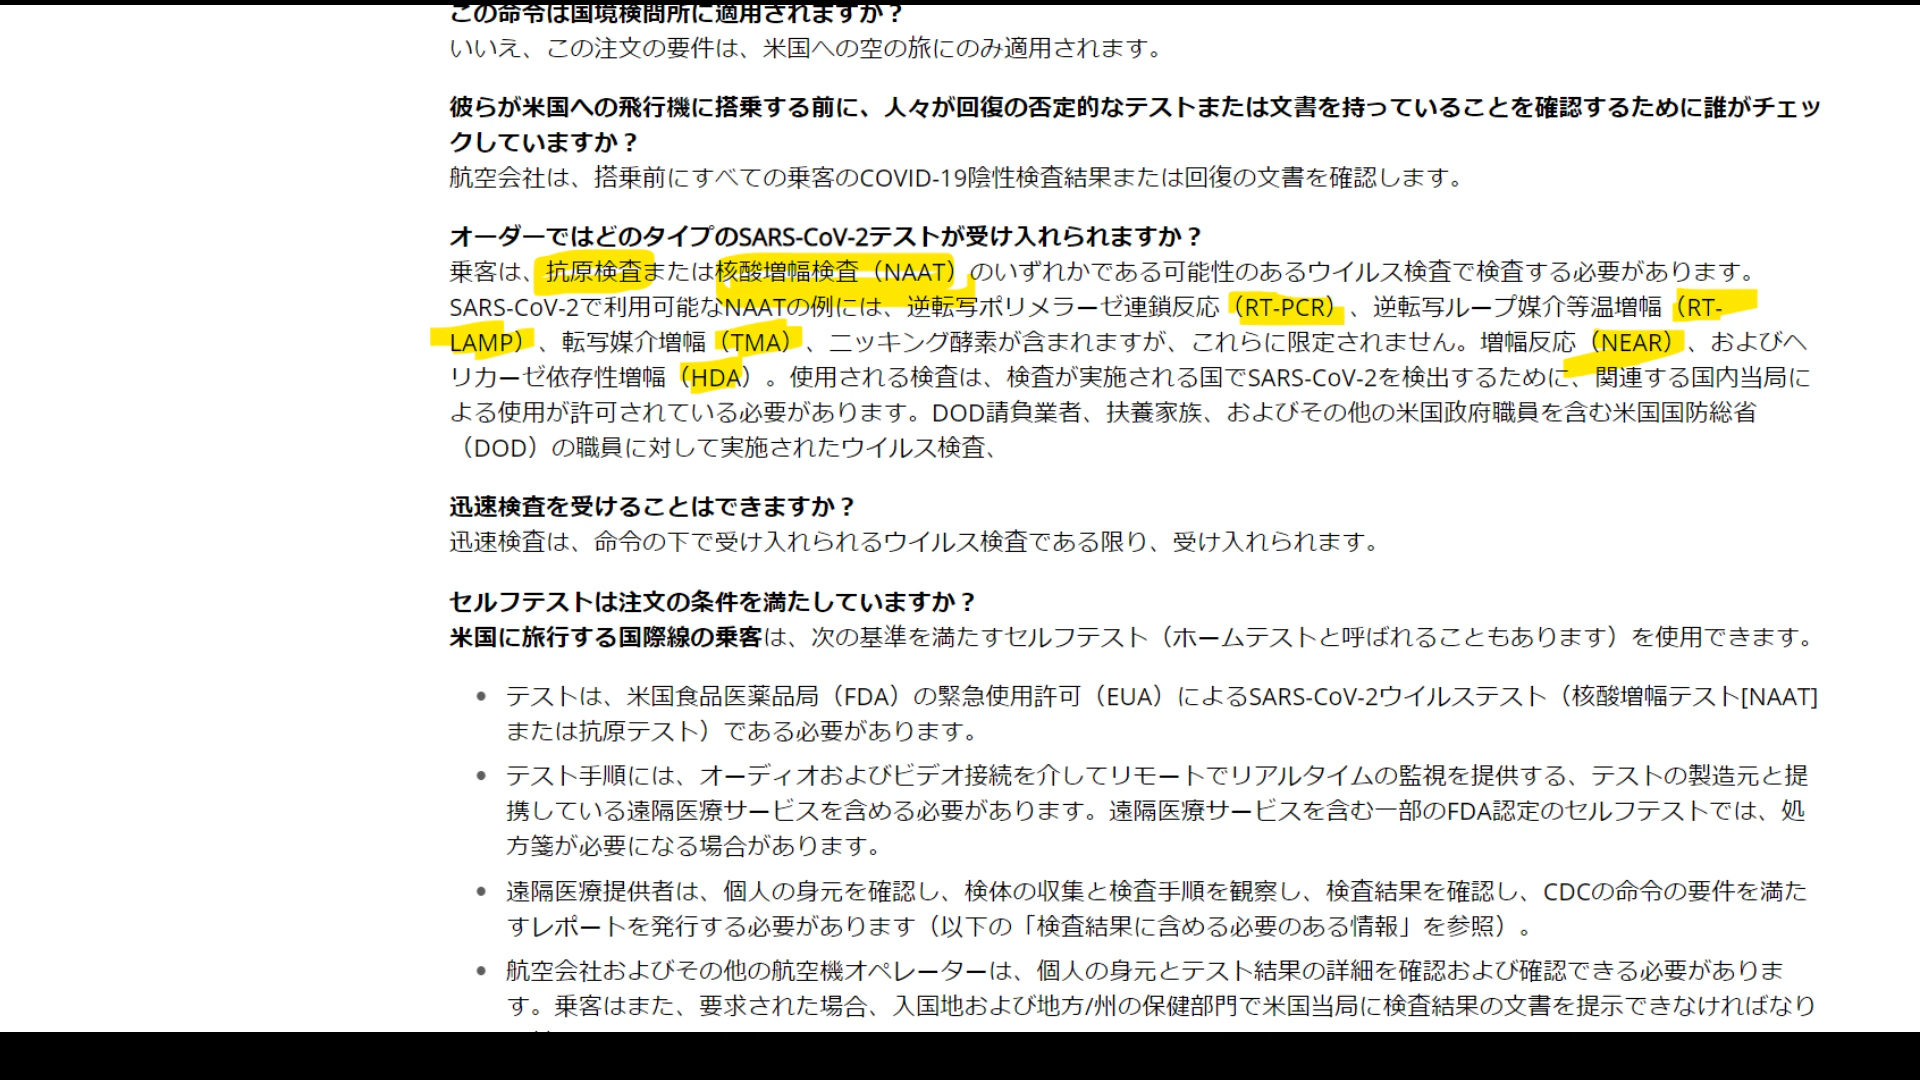 この命令は国境検問所に適用されますか？
いいえ、この注文の要件は、米国への空の旅にのみ適用されます。
彼らが米国への飛行機に搭乗する前に、人々が回復の否定的なテストまたは文書を持っていることを確認するために誰がチェッ
クしていますか？
航空会社は、搭乗前にすべての乗客のCOVID-19陰性検査結果または回復の文書を確認します。
オーダーではどのタイプのSARS-CoV-2テストが受け入れられますか？
乗客は、抗原検査または核酸増幅検査（NAAT）のいずれかである可能性のあるウイルス検査で検査する必要があります。
SARS-CoV-2で利用可能なNAATの例には、逆転写ポリメラーゼ連鎖反応（RT-PCR）、逆転写ループ媒介等温増幅（RT-
LAMP）、転写媒介増幅（TMA）、ニッキング酵素が含まれますが、これらに限定されません。増幅反応（NEAR）、およびヘ
リカーゼ依存性増幅（HDA）。使用される検査は、検査が実施される国でSARS-CoV-2を検出するために、関連する国内当局に
よる使用が許可されている必要があります。DOD請負業者、扶養家族、およびその他の米国政府職員を含む米国国防総省
（DOD）の職員に対して実施されたウイルス検査、
迅速検査を受けることはできますか？
迅速検査は、命令の下で受け入れられるウイルス検査である限り、受け入れられます。
セルフテストは注文の条件を満たしていますか？
米国に旅行する国際線の乗客は、次の基準を満たすセルフテスト（ホームテストと呼ばれることもあります）を使用できます。
• テストは、米国食品医薬品局（FDA）の緊急使用許可（EUA）によるSARS-CoV-2ウイルステスト（核酸増幅テスト[NAAT]
または抗原テスト）である必要があります。
• テスト手順には、オーディオおよびビデオ接続を介してリモートでリアルタイムの監視を提供する、テストの製造元と提
携している遠隔医療サービスを含める必要があります。遠隔医療サービスを含む一部のFDA認定のセルフテストでは、処
方箋が必要になる場合があります。
• 遠隔医療提供者は、個人の身元を確認し、検体の収集と検査手順を観察し、検査結果を確認し、CDCの命令の要件を満た
すレポートを発行する必要があります（以下の「検査結果に含める必要のある情報」を参照）。
• 航空会社およびその他の航空機オペレーターは、個人の身元とテスト結果の詳細を確認および確認できる必要がありま
す。乗客はまた、要求された場合、入国地および地方/州の保健部門で米国当局に検査結果の文書を提示できなければなり